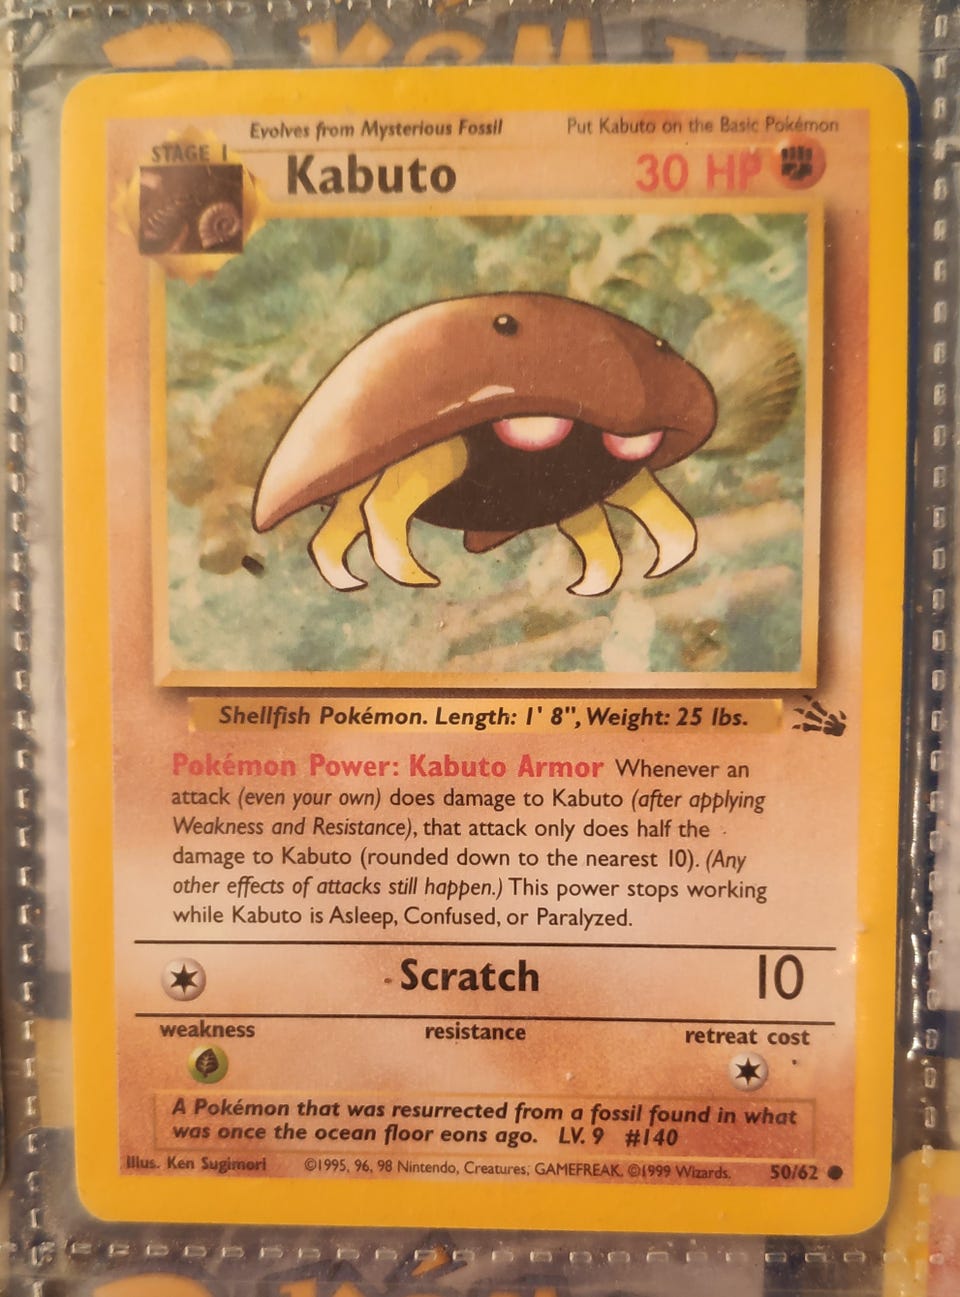 Evolves from Mysterious Fossil
Put Kabuto on the Basic Pokémon
STAGE 1
Kabuto
30 HP
Shellfish Pokémon. Length: 1' 8", Weight: 25 lbs.
Pokémon Power: Kabuto Armor Whenever an
attack (even your own) does damage to Kabuto (after applying
Weakness and Resistance), that attack only does half the
damage to Kabuto (rounded down to the nearest 10). (Any
other effects of attacks still happen.) This power stops working
while Kabuto is Asleep, Confused, or Paralyzed.
Scratch
10
weakness
resistance
retreat cost
A Pokémon that was resurrected from a fossil found in what
was once the ocean floor eons ago. LV. 9 #140
Illus. Ken Sugimori
©1995, 96, 98 Nintendo, Creatures, GAMEFREAK. ©1999 Wizards.
50/62